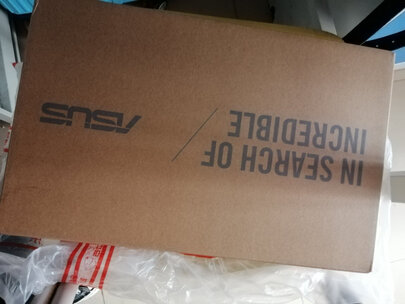 ASUS
IN SEARCH OF
INCREDIBLE